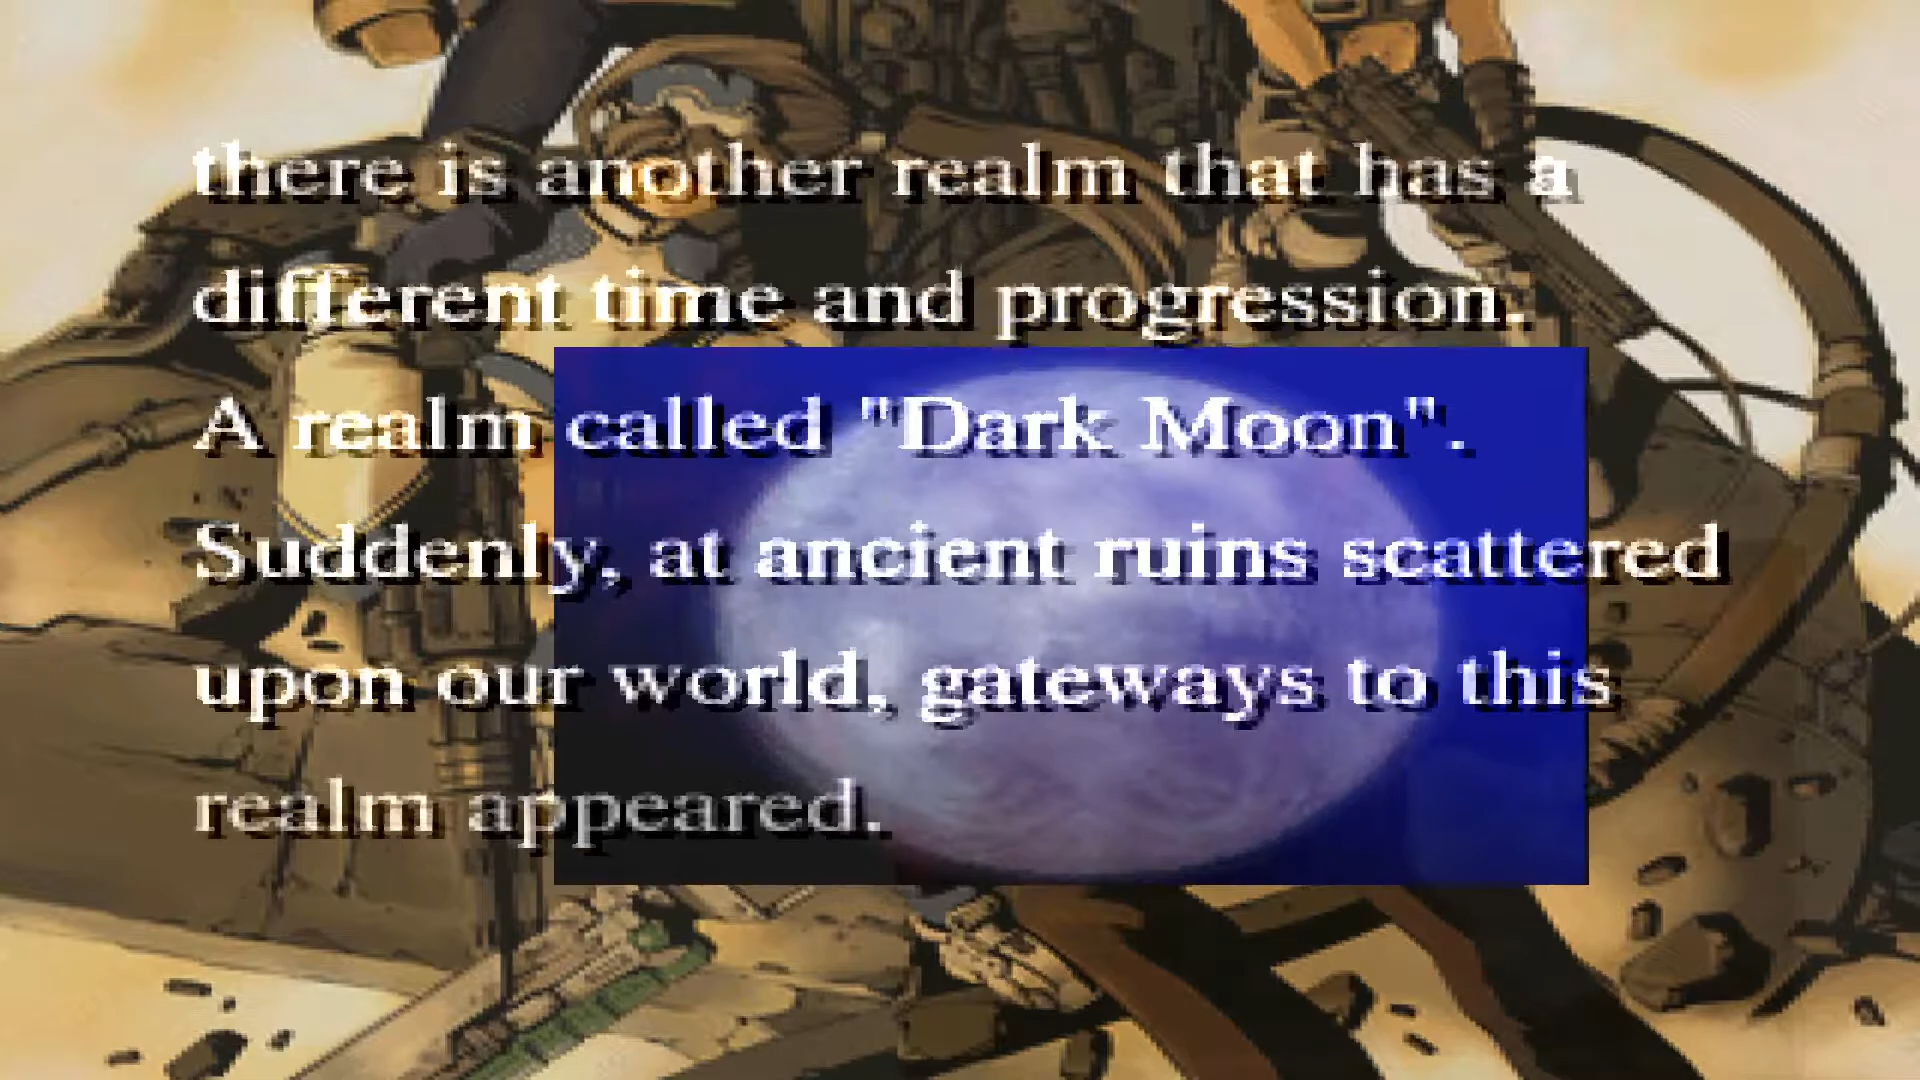 there is another realm that has a
different time and progression.
A realm called "Dark Moon".
Suddenly, at ancient ruins scattered
upon our world, gateways to this
realm appeared.